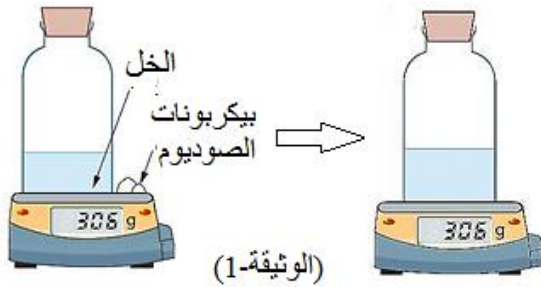 الخل
بيكربونات
الصوديوم
306 g
306 g
(الوثيقة-1)